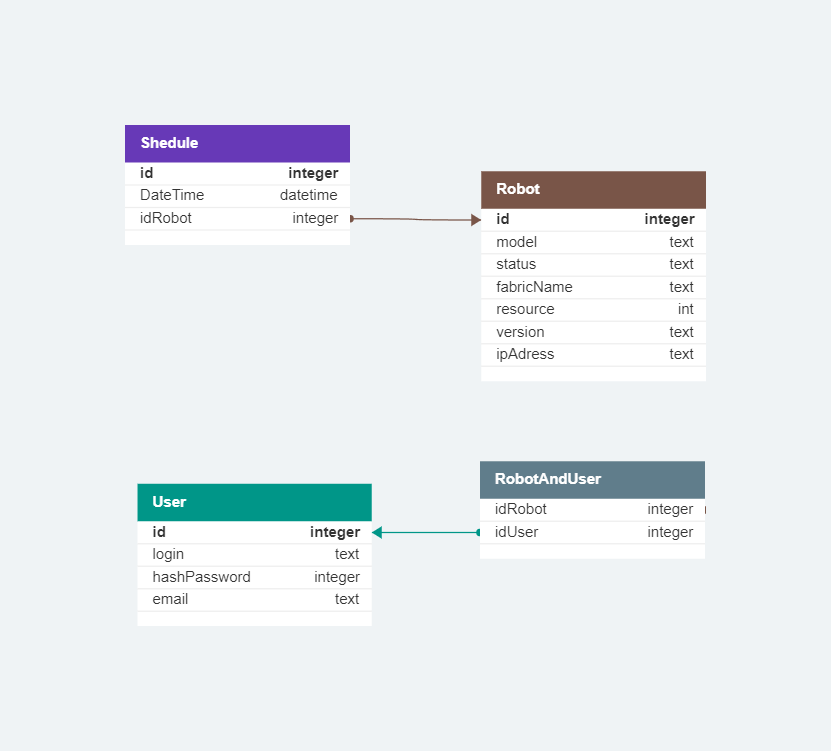 Shedule
id integer
DateTime datetime
idRobot integer
Robot
id integer
model text
status text
fabricName text
resource int
version text
ipAdress text
User
id integer
login text
hashPassword integer
email text
RobotAndUser
idRobot integer
idUser integer